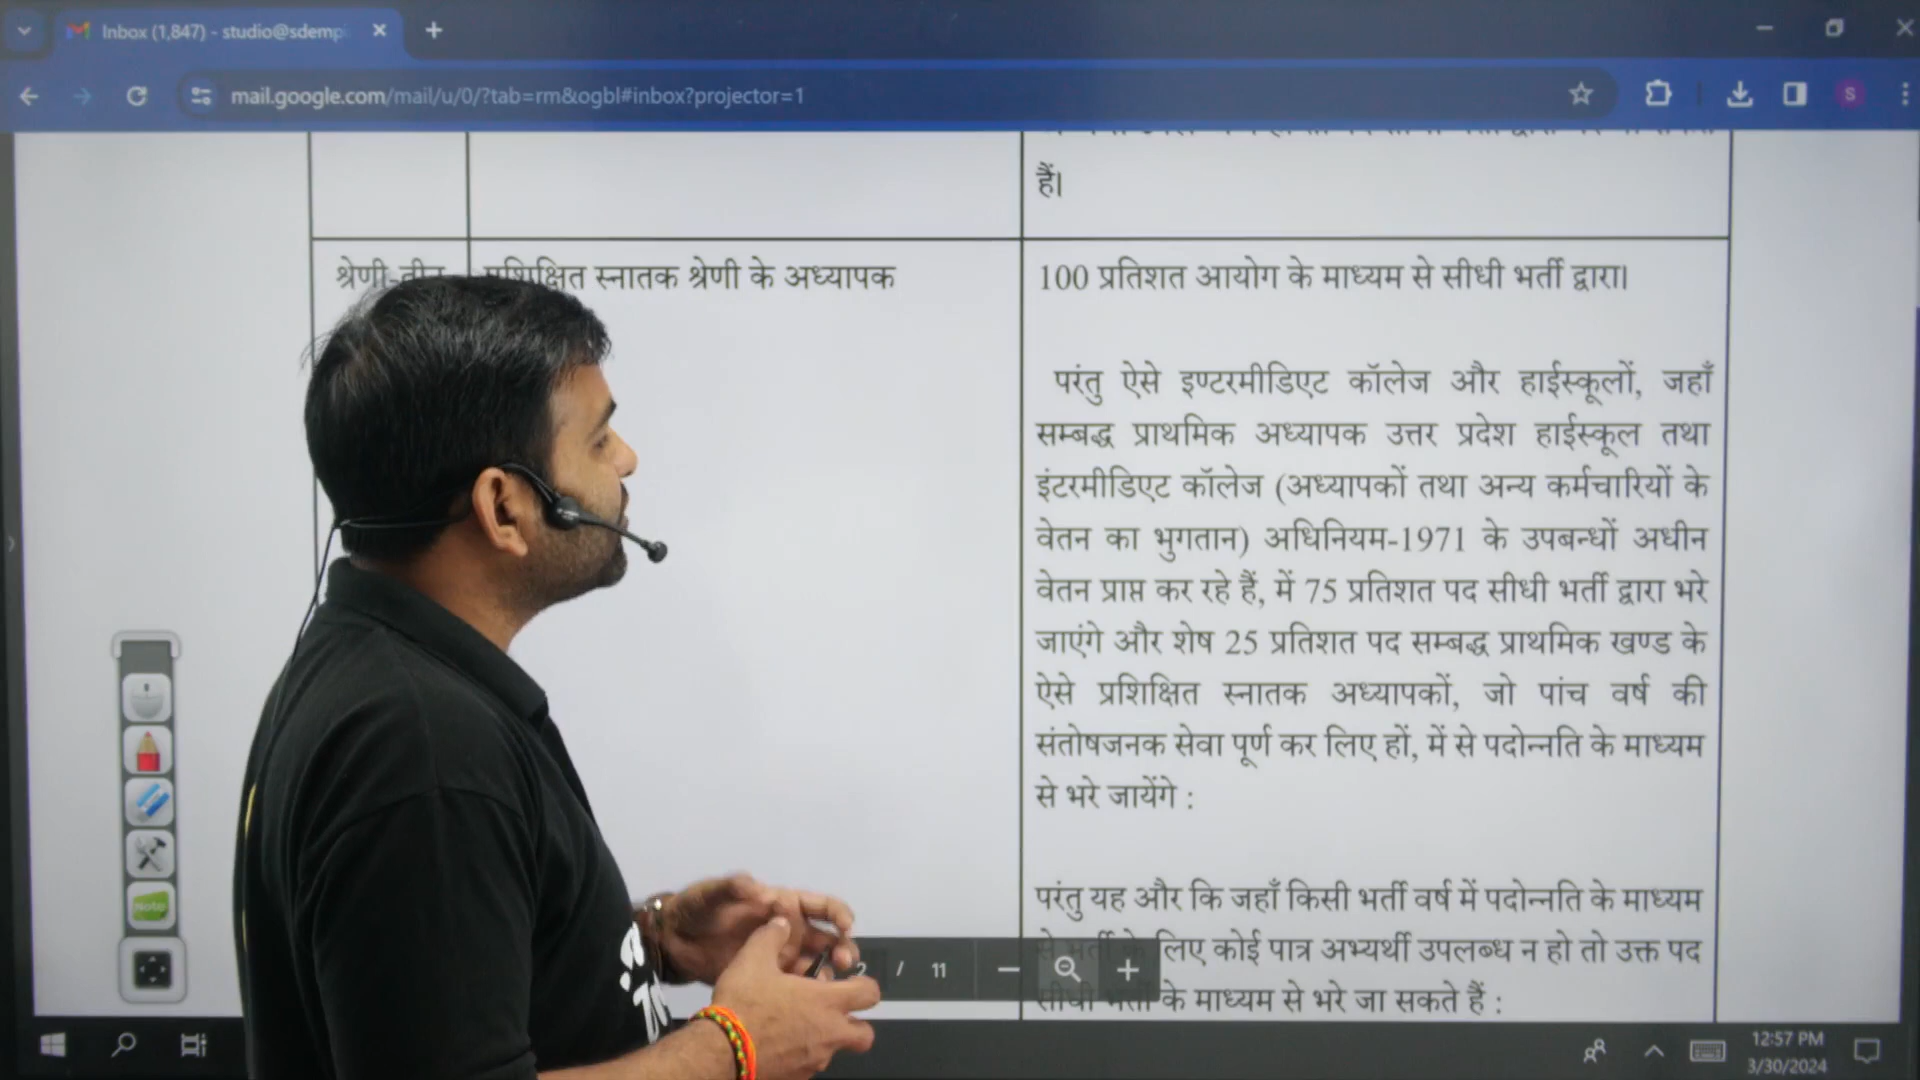 Inbox (1,847) - studio@sdemp
mail.google.com/mail/u/0/?tab=rm&ogbl#inbox?projector=1
S
हैं।
श्रेणी-तीन
प्रशिक्षित स्नातक श्रेणी के अध्यापक
100 प्रतिशत आयोग के माध्यम से सीधी भर्ती द्वारा।
परंतु ऐसे इण्टरमीडिएट कॉलेज और हाईस्कूलों, जहाँ
सम्बद्ध प्राथमिक अध्यापक उत्तर प्रदेश हाईस्कूल तथा
इंटरमीडिएट कॉलेज (अध्यापकों तथा अन्य कर्मचारियों के
वेतन का भुगतान) अधिनियम-1971 के उपबन्धों अधीन
वेतन प्राप्त कर रहे हैं, में 75 प्रतिशत पद सीधी भर्ती द्वारा भरे
जाएंगे और शेष 25 प्रतिशत पद सम्बद्ध प्राथमिक खण्ड के
ऐसे प्रशिक्षित स्नातक अध्यापकों, जो पांच वर्ष की
संतोषजनक सेवा पूर्ण कर लिए हों, में से पदोन्नति के माध्यम
से भरे जायेंगे :
परंतु यह और कि जहाँ किसी भर्ती वर्ष में पदोन्नति के माध्यम
से भर्ती के लिए कोई पात्र अभ्यर्थी उपलब्ध न हो तो उक्त पद
सीधी भर्ती के माध्यम से भरे जा सकते हैं :
2 / 11
note
12:57 PM
3/30/2024